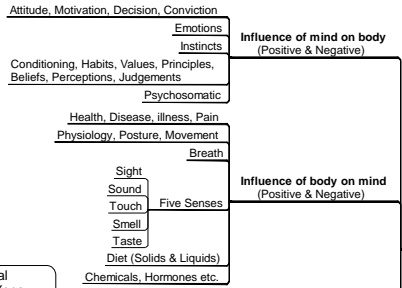 Attitude, Motivation, Decision, Conviction
Emotions
Instincts
Conditioning, Habits, Values, Principles,
Beliefs, Perceptions, Judgements
Psychosomatic
Influence of mind on body
(Positive & Negative)
Health, Disease, illness, Pain
Physiology, Posture, Movement
Breath
Sight
Sound
Touch
Smell
Taste
Five Senses
Diet (Solids & Liquids)
Chemicals, Hormones etc.
Influence of body on mind
(Positive & Negative)